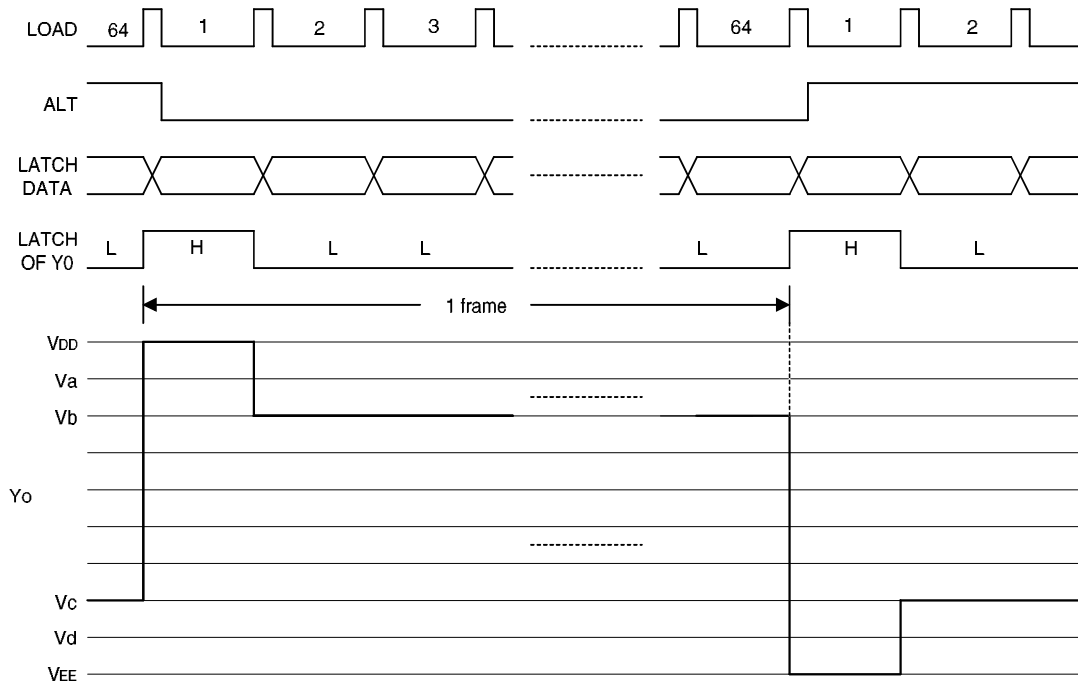 LOAD 64 1 2 3 64 1 2
ALT
LATCH
DATA
LATCH
OF Y0 L H L L L H L
1 frame
VDD
Va
Vb
Yo
Vc
Vd
VEE